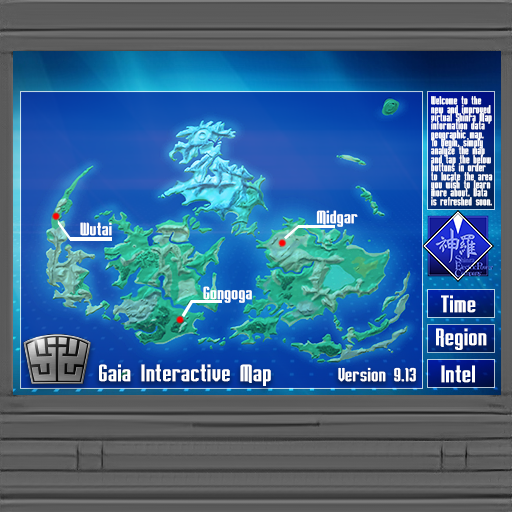 Welcome to the
new and improved
virtual Shinra Map
information data
geographic map.
To begin, simply
analyze the map
and tap the below
buttons in order
to locate the area
you wish to learn
more about. Data
is refreshed soon.
Midgar
Wutai
神羅
Gongoga
Time
Region
Intel
Gaia Interactive Map
Version 9.13